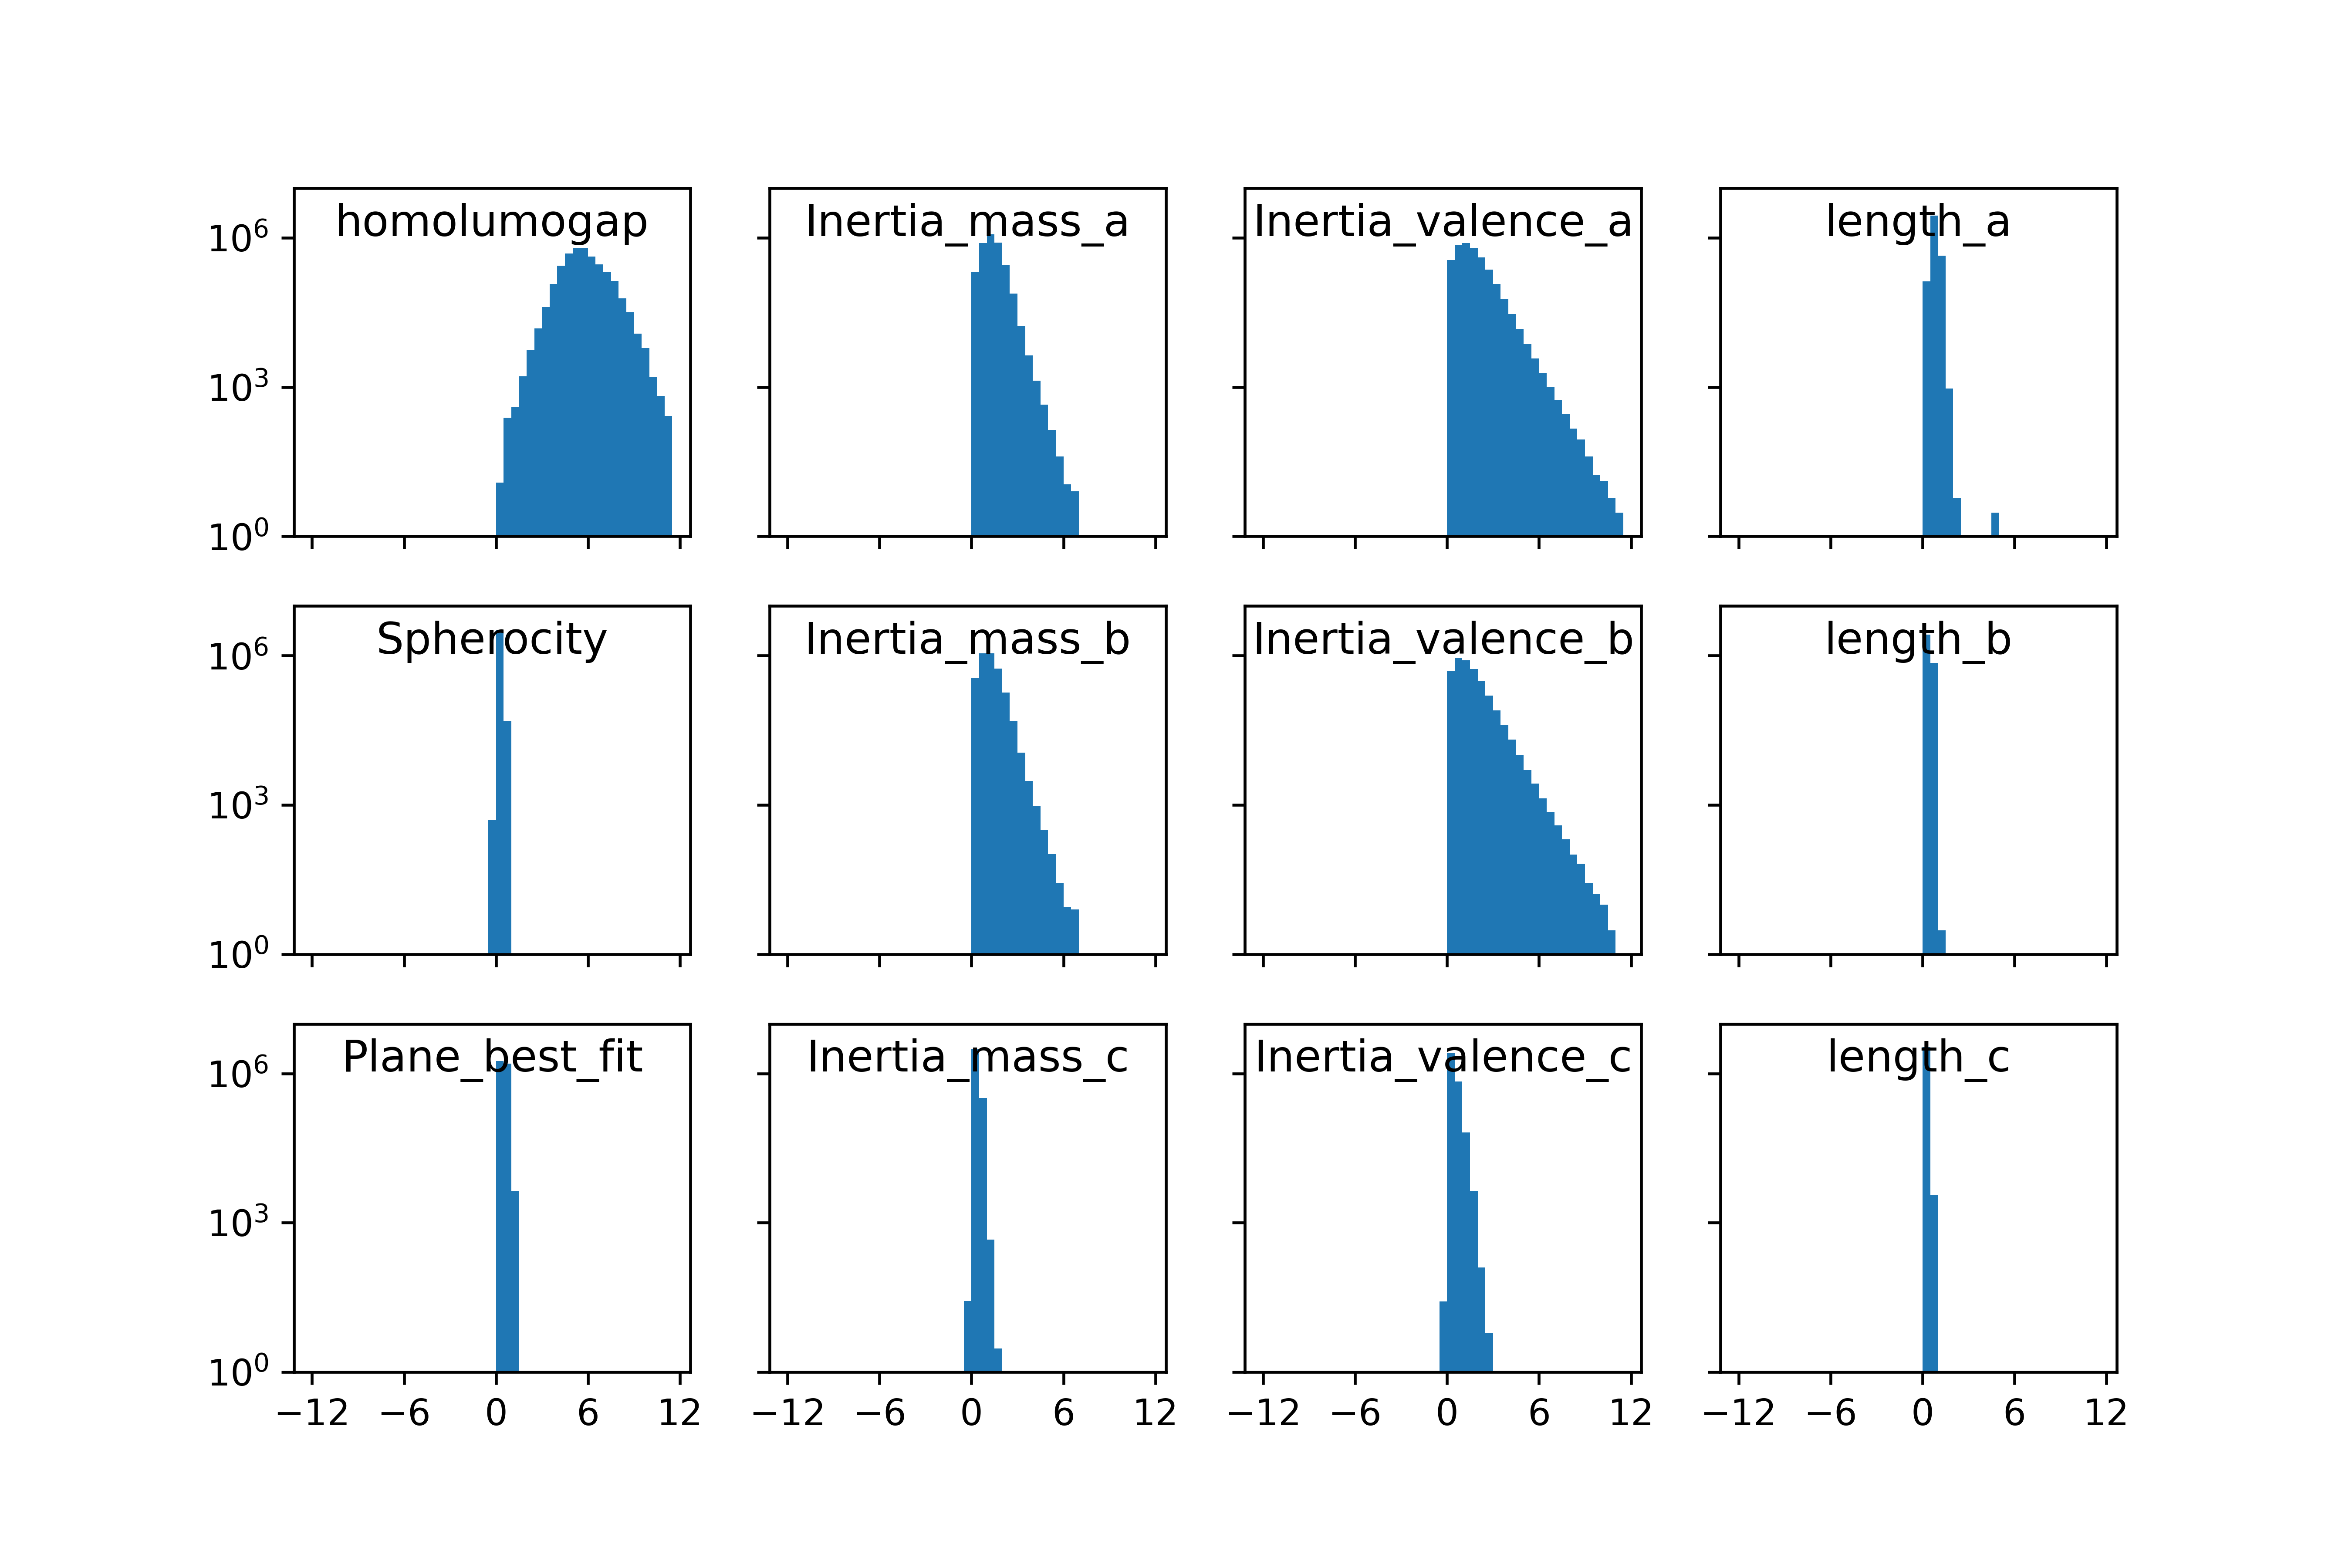 homolumogap Inertia_mass_a Inertia_valence_a length_a
10⁶
10³
10⁰
Spherocity Inertia_mass_b Inertia_valence_b length_b
10⁶
10³
10⁰
Plane_best_fit Inertia_mass_c Inertia_valence_c length_c
10⁶
10³
10⁰
−12 −6 0 6 12 −12 −6 0 6 12 −12 −6 0 6 12 −12 −6 0 6 12